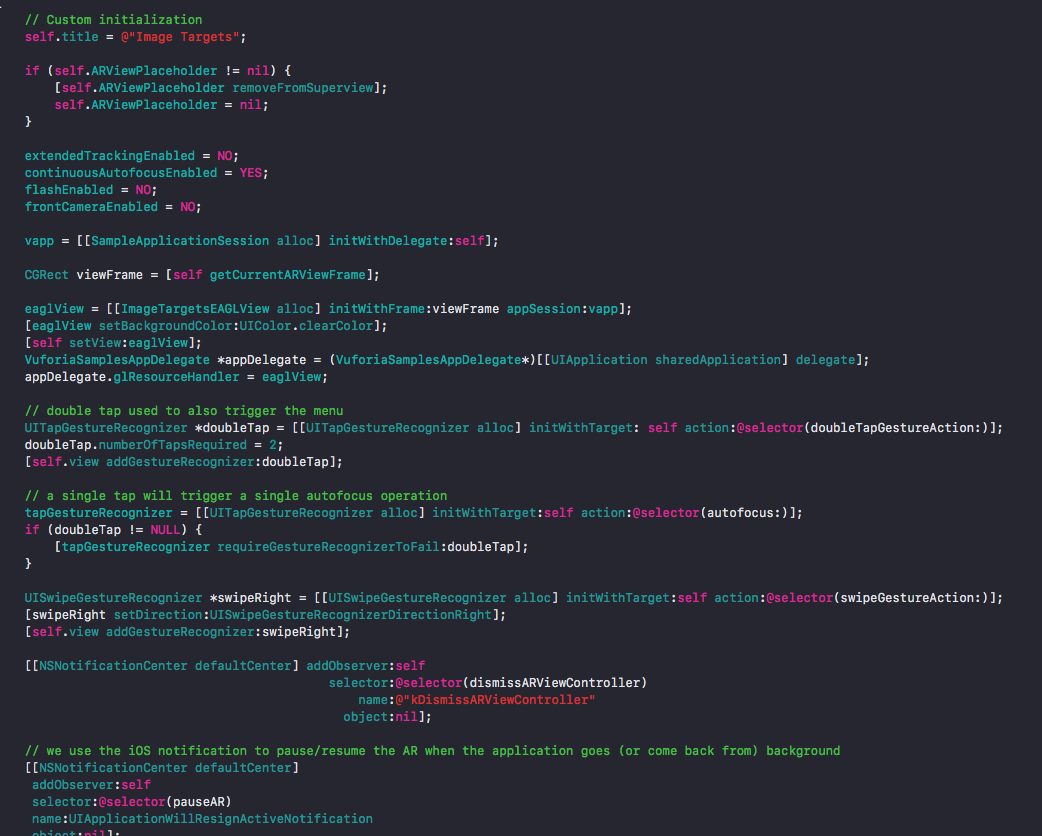 // Custom initialization
self.title = @"Image Targets";
if (self.ARViewPlaceholder != nil) {
[self.ARViewPlaceholder removeFromSuperview];
self.ARViewPlaceholder = nil;
}
extendedTrackingEnabled = NO;
continuousAutofocusEnabled = YES;
flashEnabled = NO;
frontCameraEnabled = NO;
vapp = [[SampleApplicationSession alloc] initWithDelegate:self];
CGRect viewFrame = [self getCurrentARViewFrame];
eaglView = [[ImageTargetsEAGLView alloc] initWithFrame:viewFrame appSession:vapp];
[eaglView setBackgroundColor:UIColor.clearColor];
[self setView:eaglView];
VuforiaSamplesAppDelegate *appDelegate = (VuforiaSamplesAppDelegate*)[[UIApplication sharedApplication] delegate];
appDelegate.glResourceHandler = eaglView;
// double tap used to also trigger the menu
UITapGestureRecognizer *doubleTap = [[UITapGestureRecognizer alloc] initWithTarget: self action:@selector(doubleTapGestureAction:)];
doubleTap.numberOfTapsRequired = 2;
[self.view addGestureRecognizer:doubleTap];
// a single tap will trigger a single autofocus operation
tapGestureRecognizer = [[UITapGestureRecognizer alloc] initWithTarget:self action:@selector(autofocus:)];
if (doubleTap != NULL) {
[tapGestureRecognizer requireGestureRecognizerToFail:doubleTap];
}
UISwipeGestureRecognizer *swipeRight = [[UISwipeGestureRecognizer alloc] initWithTarget:self action:@selector(swipeGestureAction:)];
[swipeRight setDirection:UISwipeGestureRecognizerDirectionRight];
[self.view addGestureRecognizer:swipeRight];
[[NSNotificationCenter defaultCenter] addObserver:self
selector:@selector(dismissARViewController)
name:@"kDismissARViewController"
object:nil];
// we use the iOS notification to pause/resume the AR when the application goes (or come back from) background
[[NSNotificationCenter defaultCenter]
addObserver:self
selector:@selector(pauseAR)
name:UIApplicationWillResignActiveNotification
object:nil];